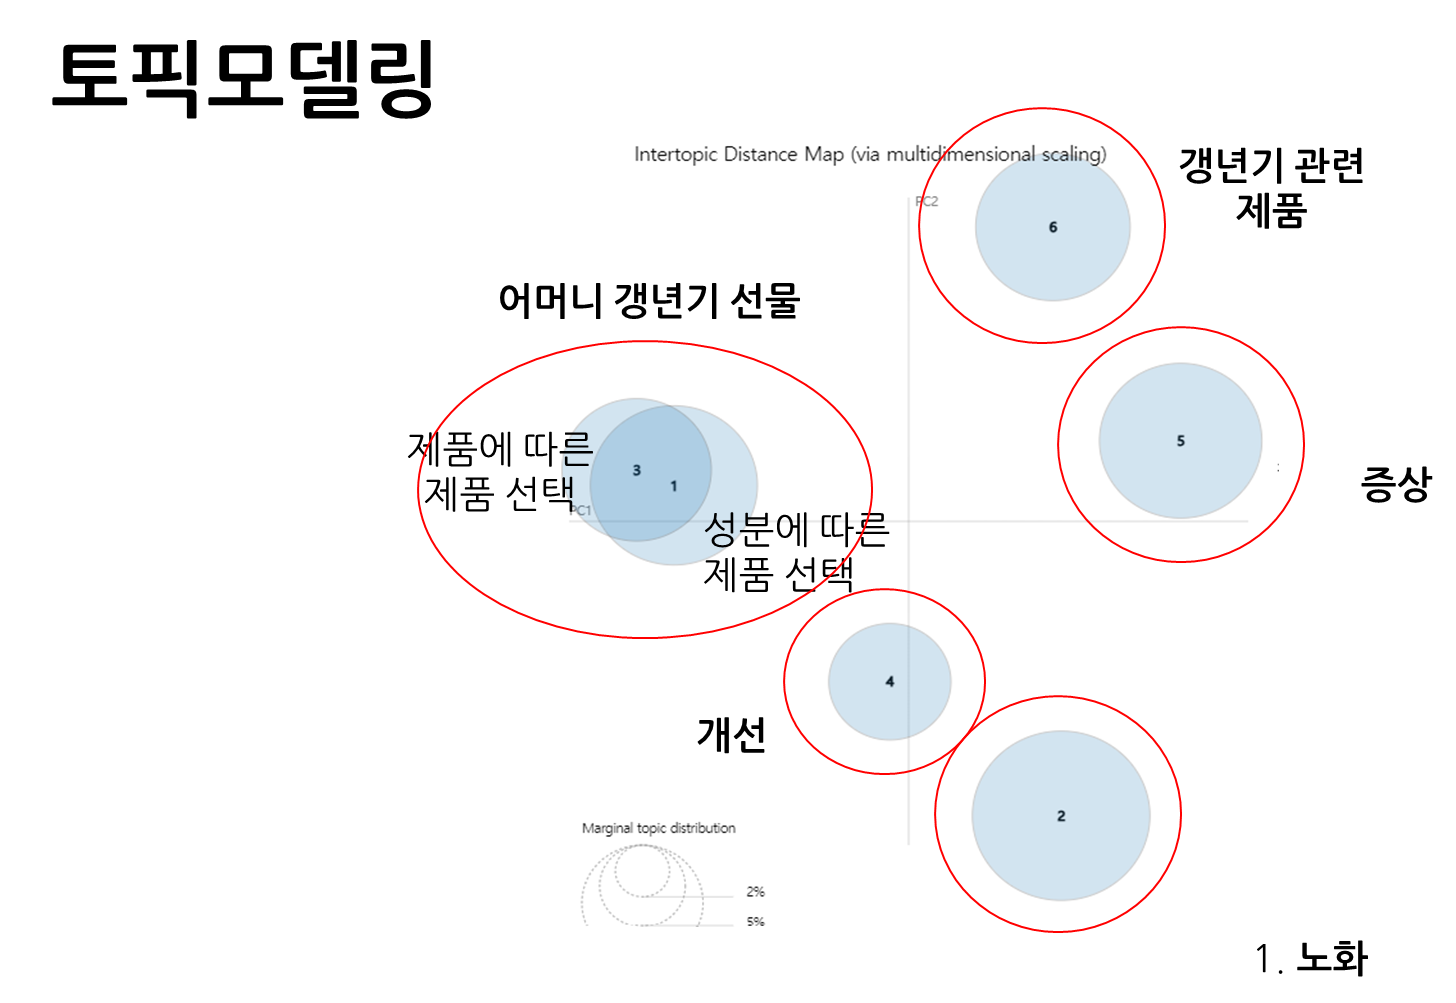 토픽모델링
Intertopic Distance Map (via multidimensional scaling)
PC2
6
갱년기 관련
제품
어머니 갱년기 선물
제품에 따른
제품 선택
3
1
PC1
성분에 따른
제품 선택
5
증상
4
개선
2
Marginal topic distribution
2%
5%
1. 노화